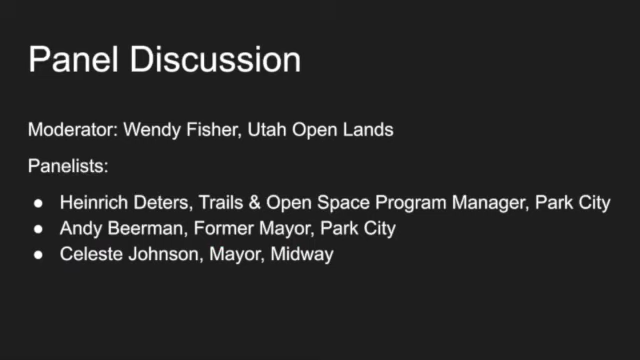 Panel Discussion
Moderator: Wendy Fisher, Utah Open Lands
Panelists:
● Heinrich Deters, Trails & Open Space Program Manager, Park City
● Andy Beerman, Former Mayor, Park City
● Celeste Johnson, Mayor, Midway